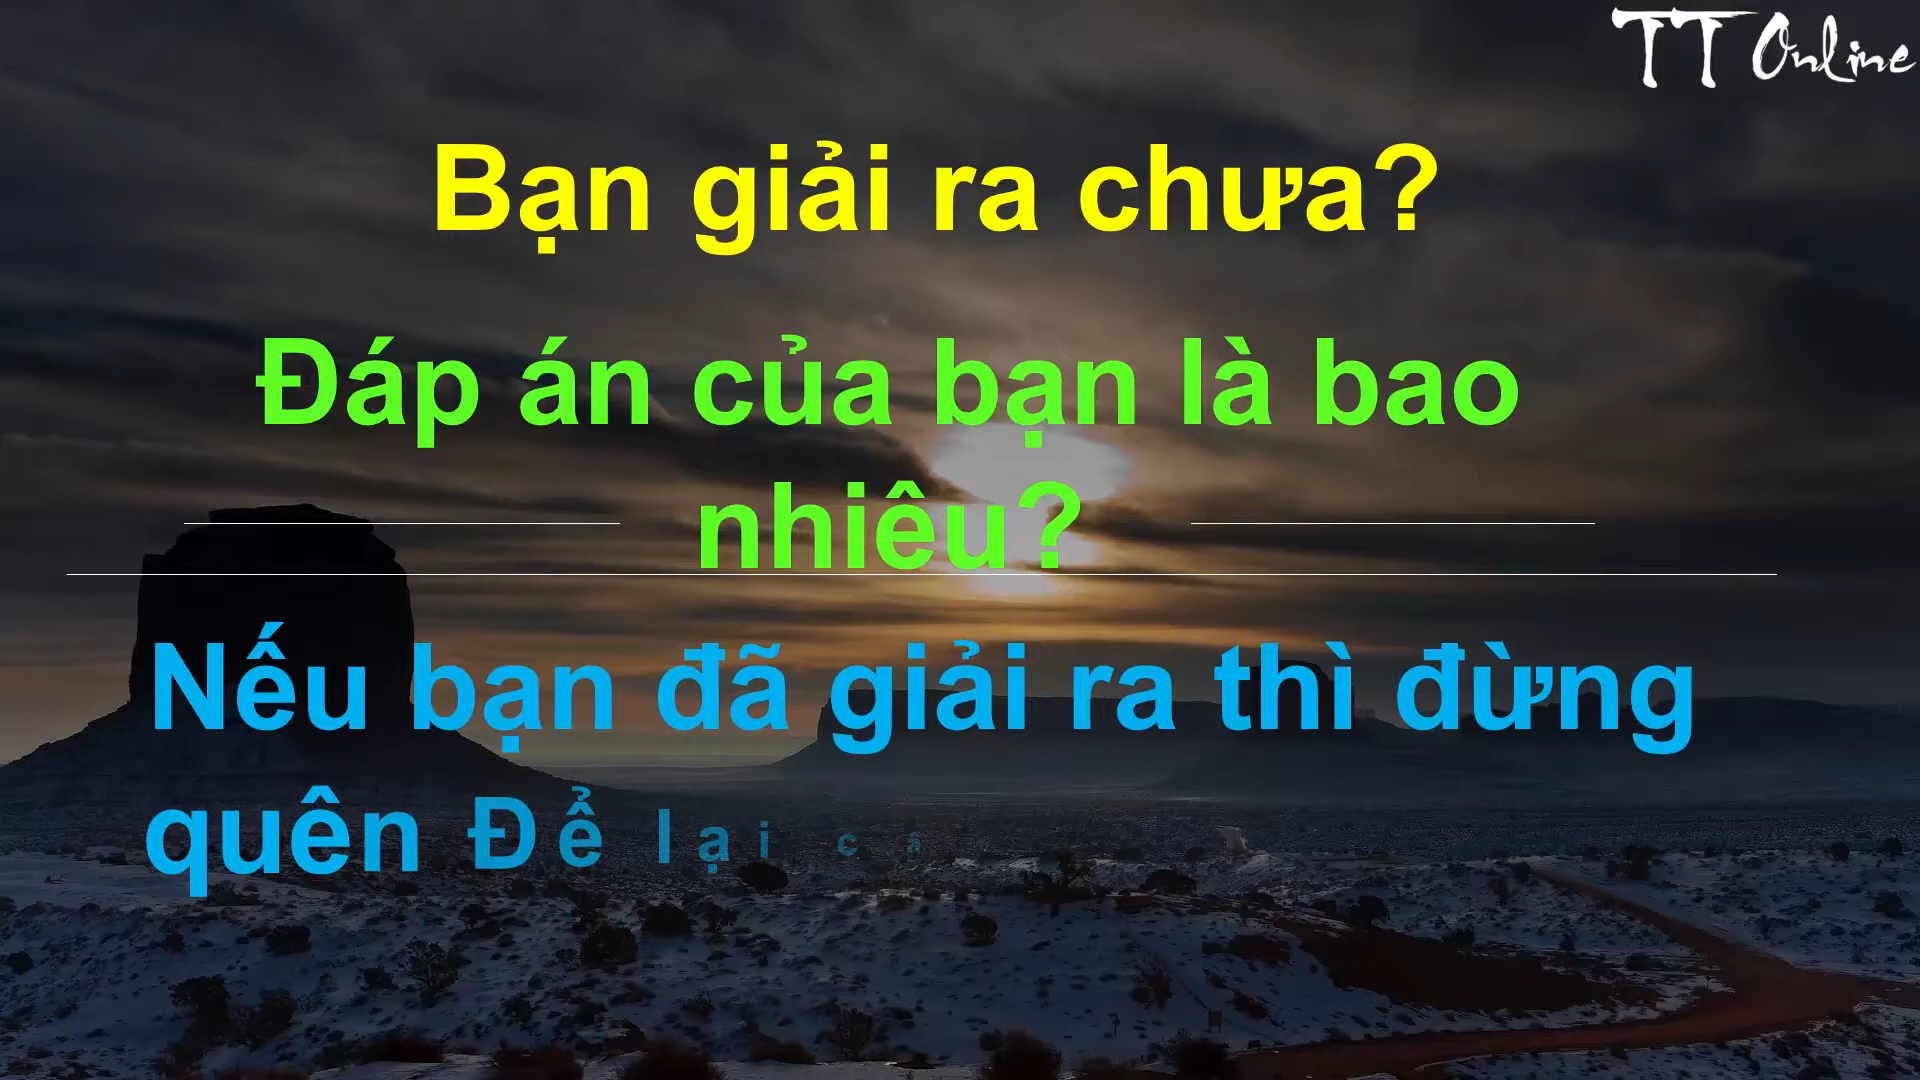 TT Online
Bạn giải ra chưa?
Đáp án của bạn là bao
nhiêu?
Nếu bạn đã giải ra thì đừng
quên Để lại c â